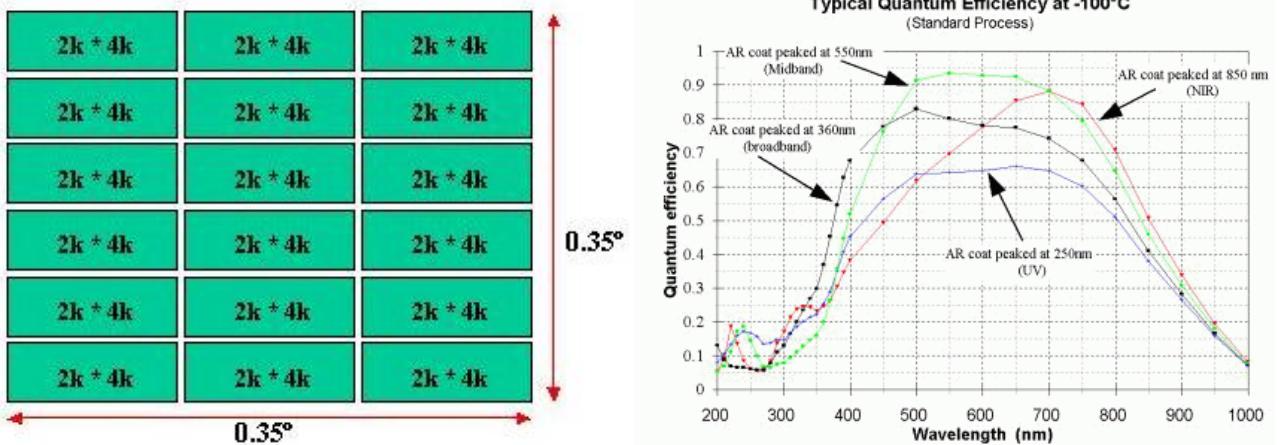 2k * 4k 2k * 4k 2k * 4k
2k * 4k 2k * 4k 2k * 4k
2k * 4k 2k * 4k 2k * 4k
2k * 4k 2k * 4k 2k * 4k
2k * 4k 2k * 4k 2k * 4k
2k * 4k 2k * 4k 2k * 4k
0.35º
0.35º
Typical Quantum Efficiency at -100°C
(Standard Process)
AR coat peaked at 550nm
(Midband)
AR coat peaked at 850 nm
(NIR)
AR coat peaked at 360nm
(broadband)
AR coat peaked at 250nm
(UV)
Quantum efficiency
1
0.9
0.8
0.7
0.6
0.5
0.4
0.3
0.2
0.1
0
200 300 400 500 600 700 800 900 1000
Wavelength (nm)